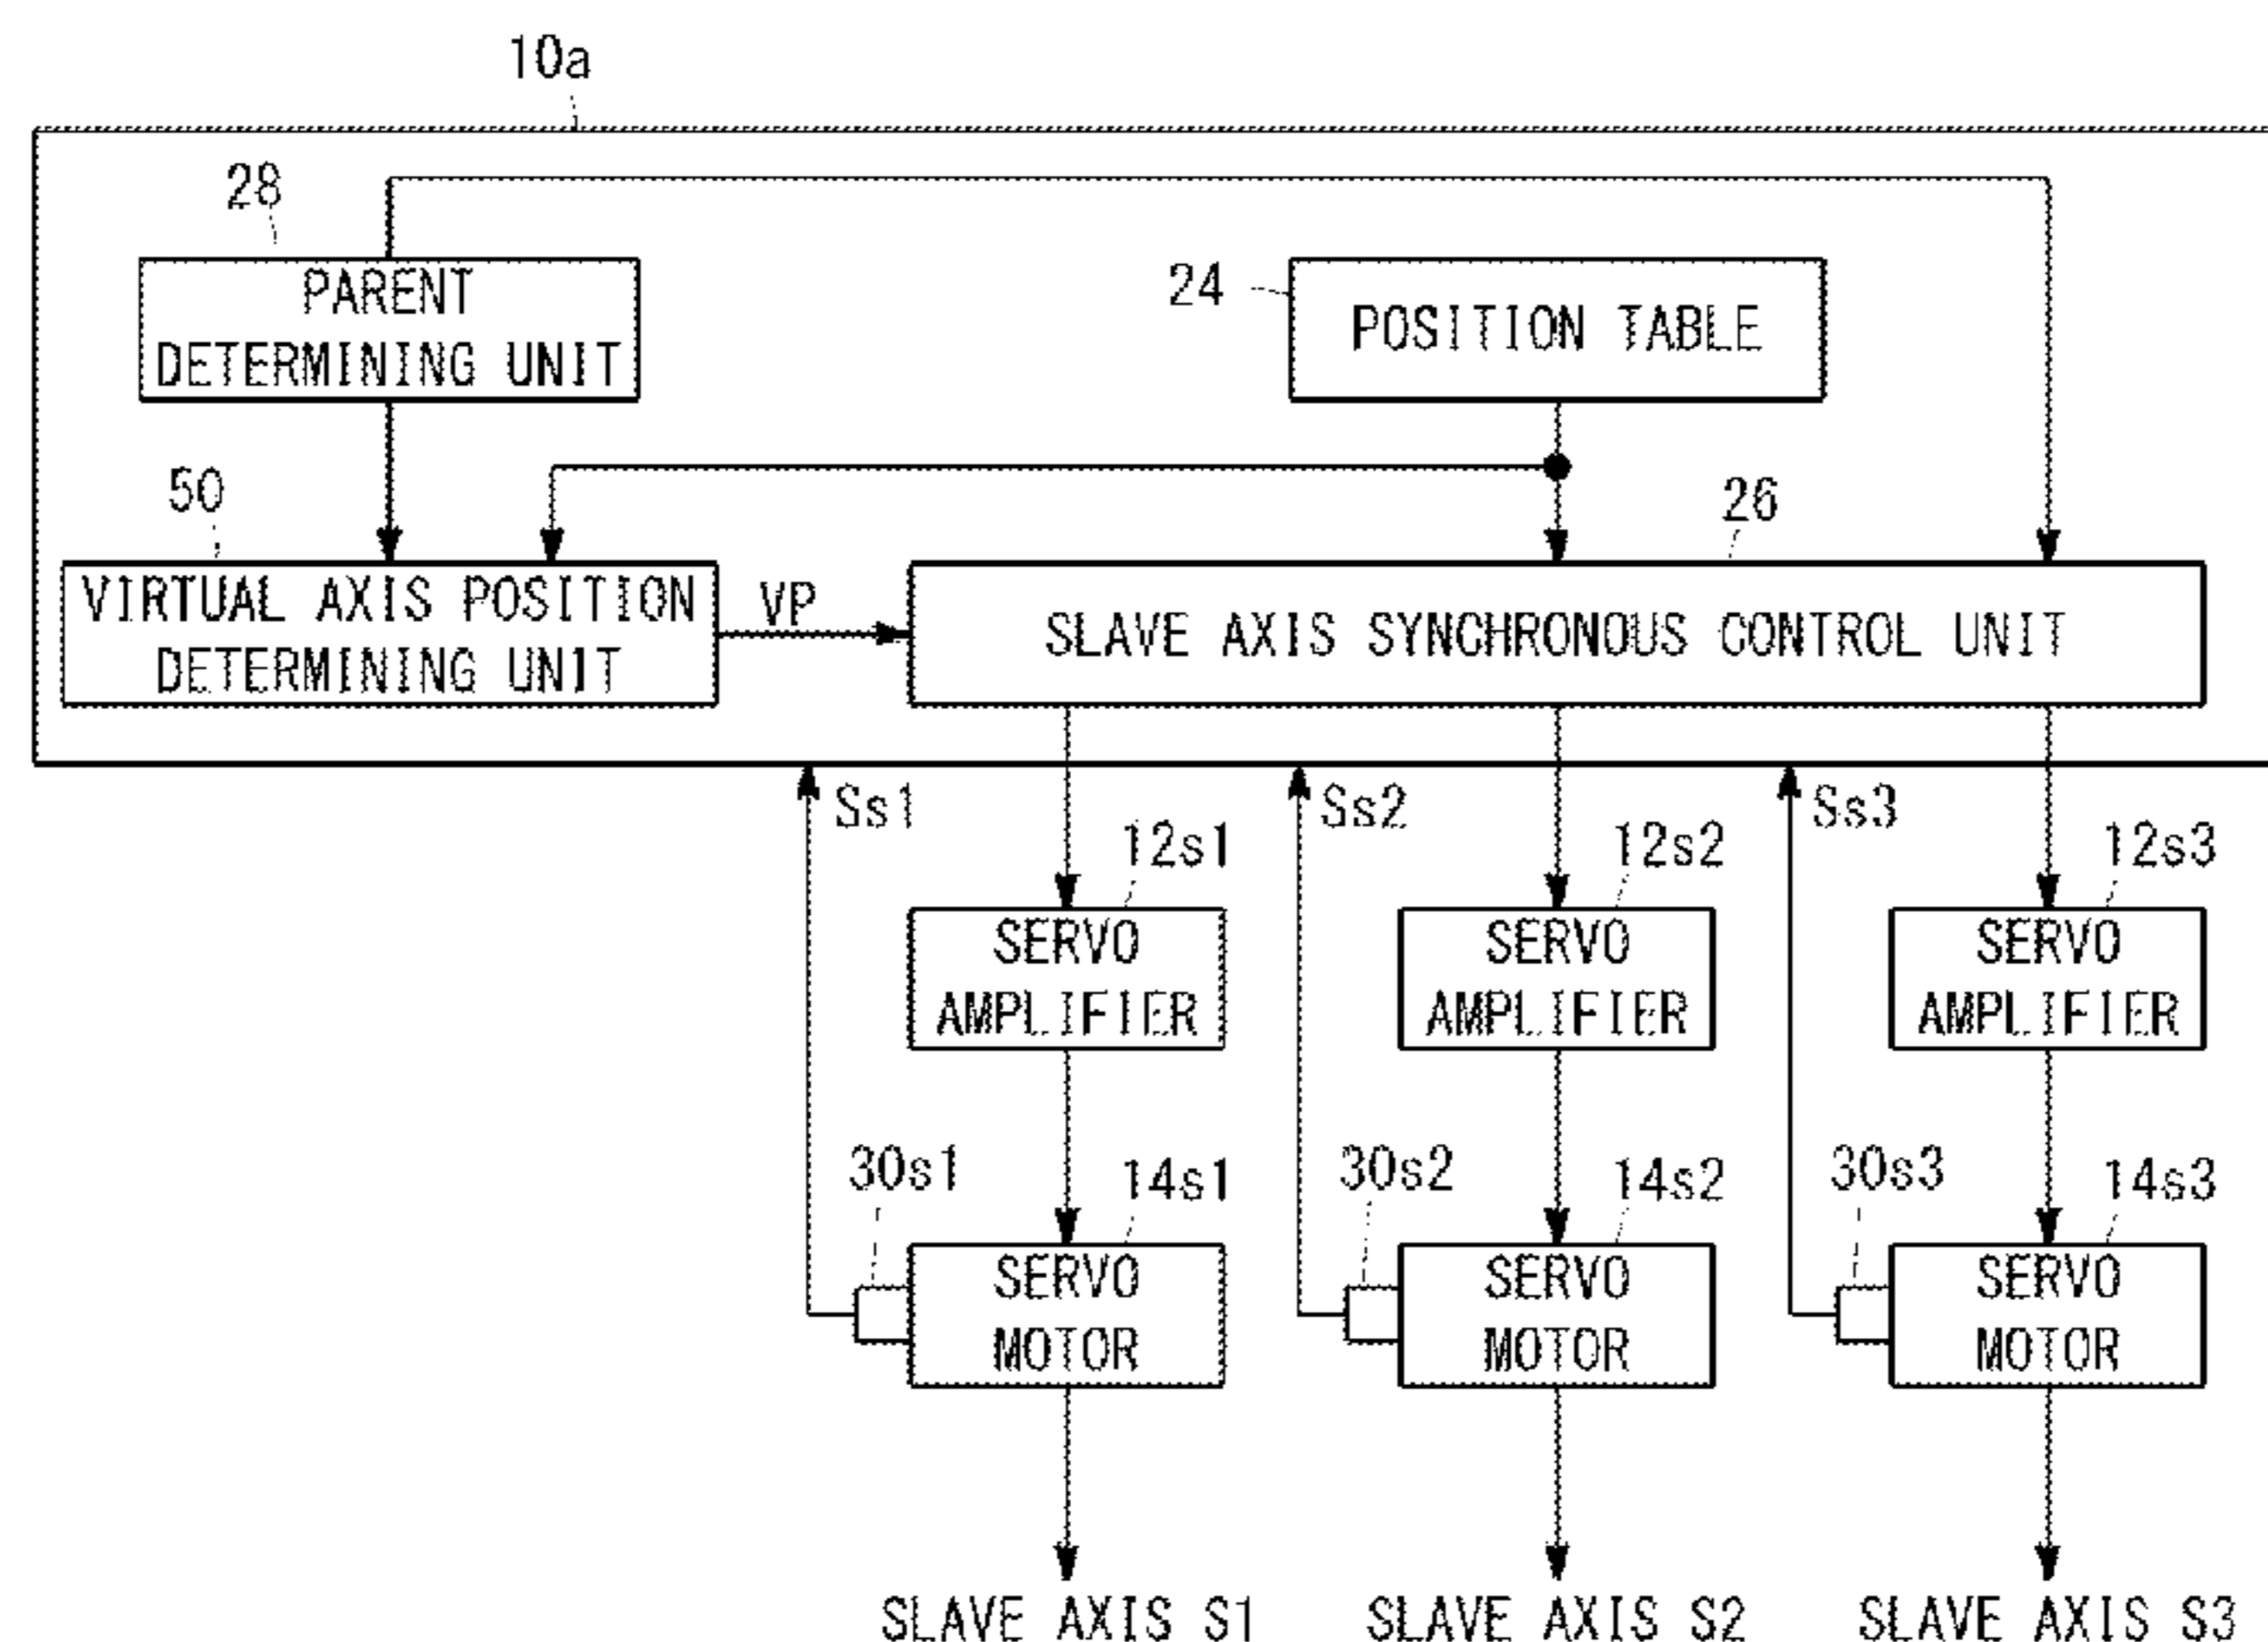 10a
28
PARENT
DETERMINING UNIT
24
POSITION TABLE
50
26
VIRTUAL AXIS POSITION
DETERMINING UNIT
VP
SLAVE AXIS SYNCHRONOUS CONTROL UNIT
Ss1
Ss2
Ss3
12s1
12s2
12s3
SERVO
AMPLIFIER
SERVO
AMPLIFIER
SERVO
AMPLIFIER
30s1
14s1
30s2
14s2
30s3
14s3
SERVO
MOTOR
SERVO
MOTOR
SERVO
MOTOR
SLAVE AXIS S1
SLAVE AXIS S2
SLAVE AXIS S3